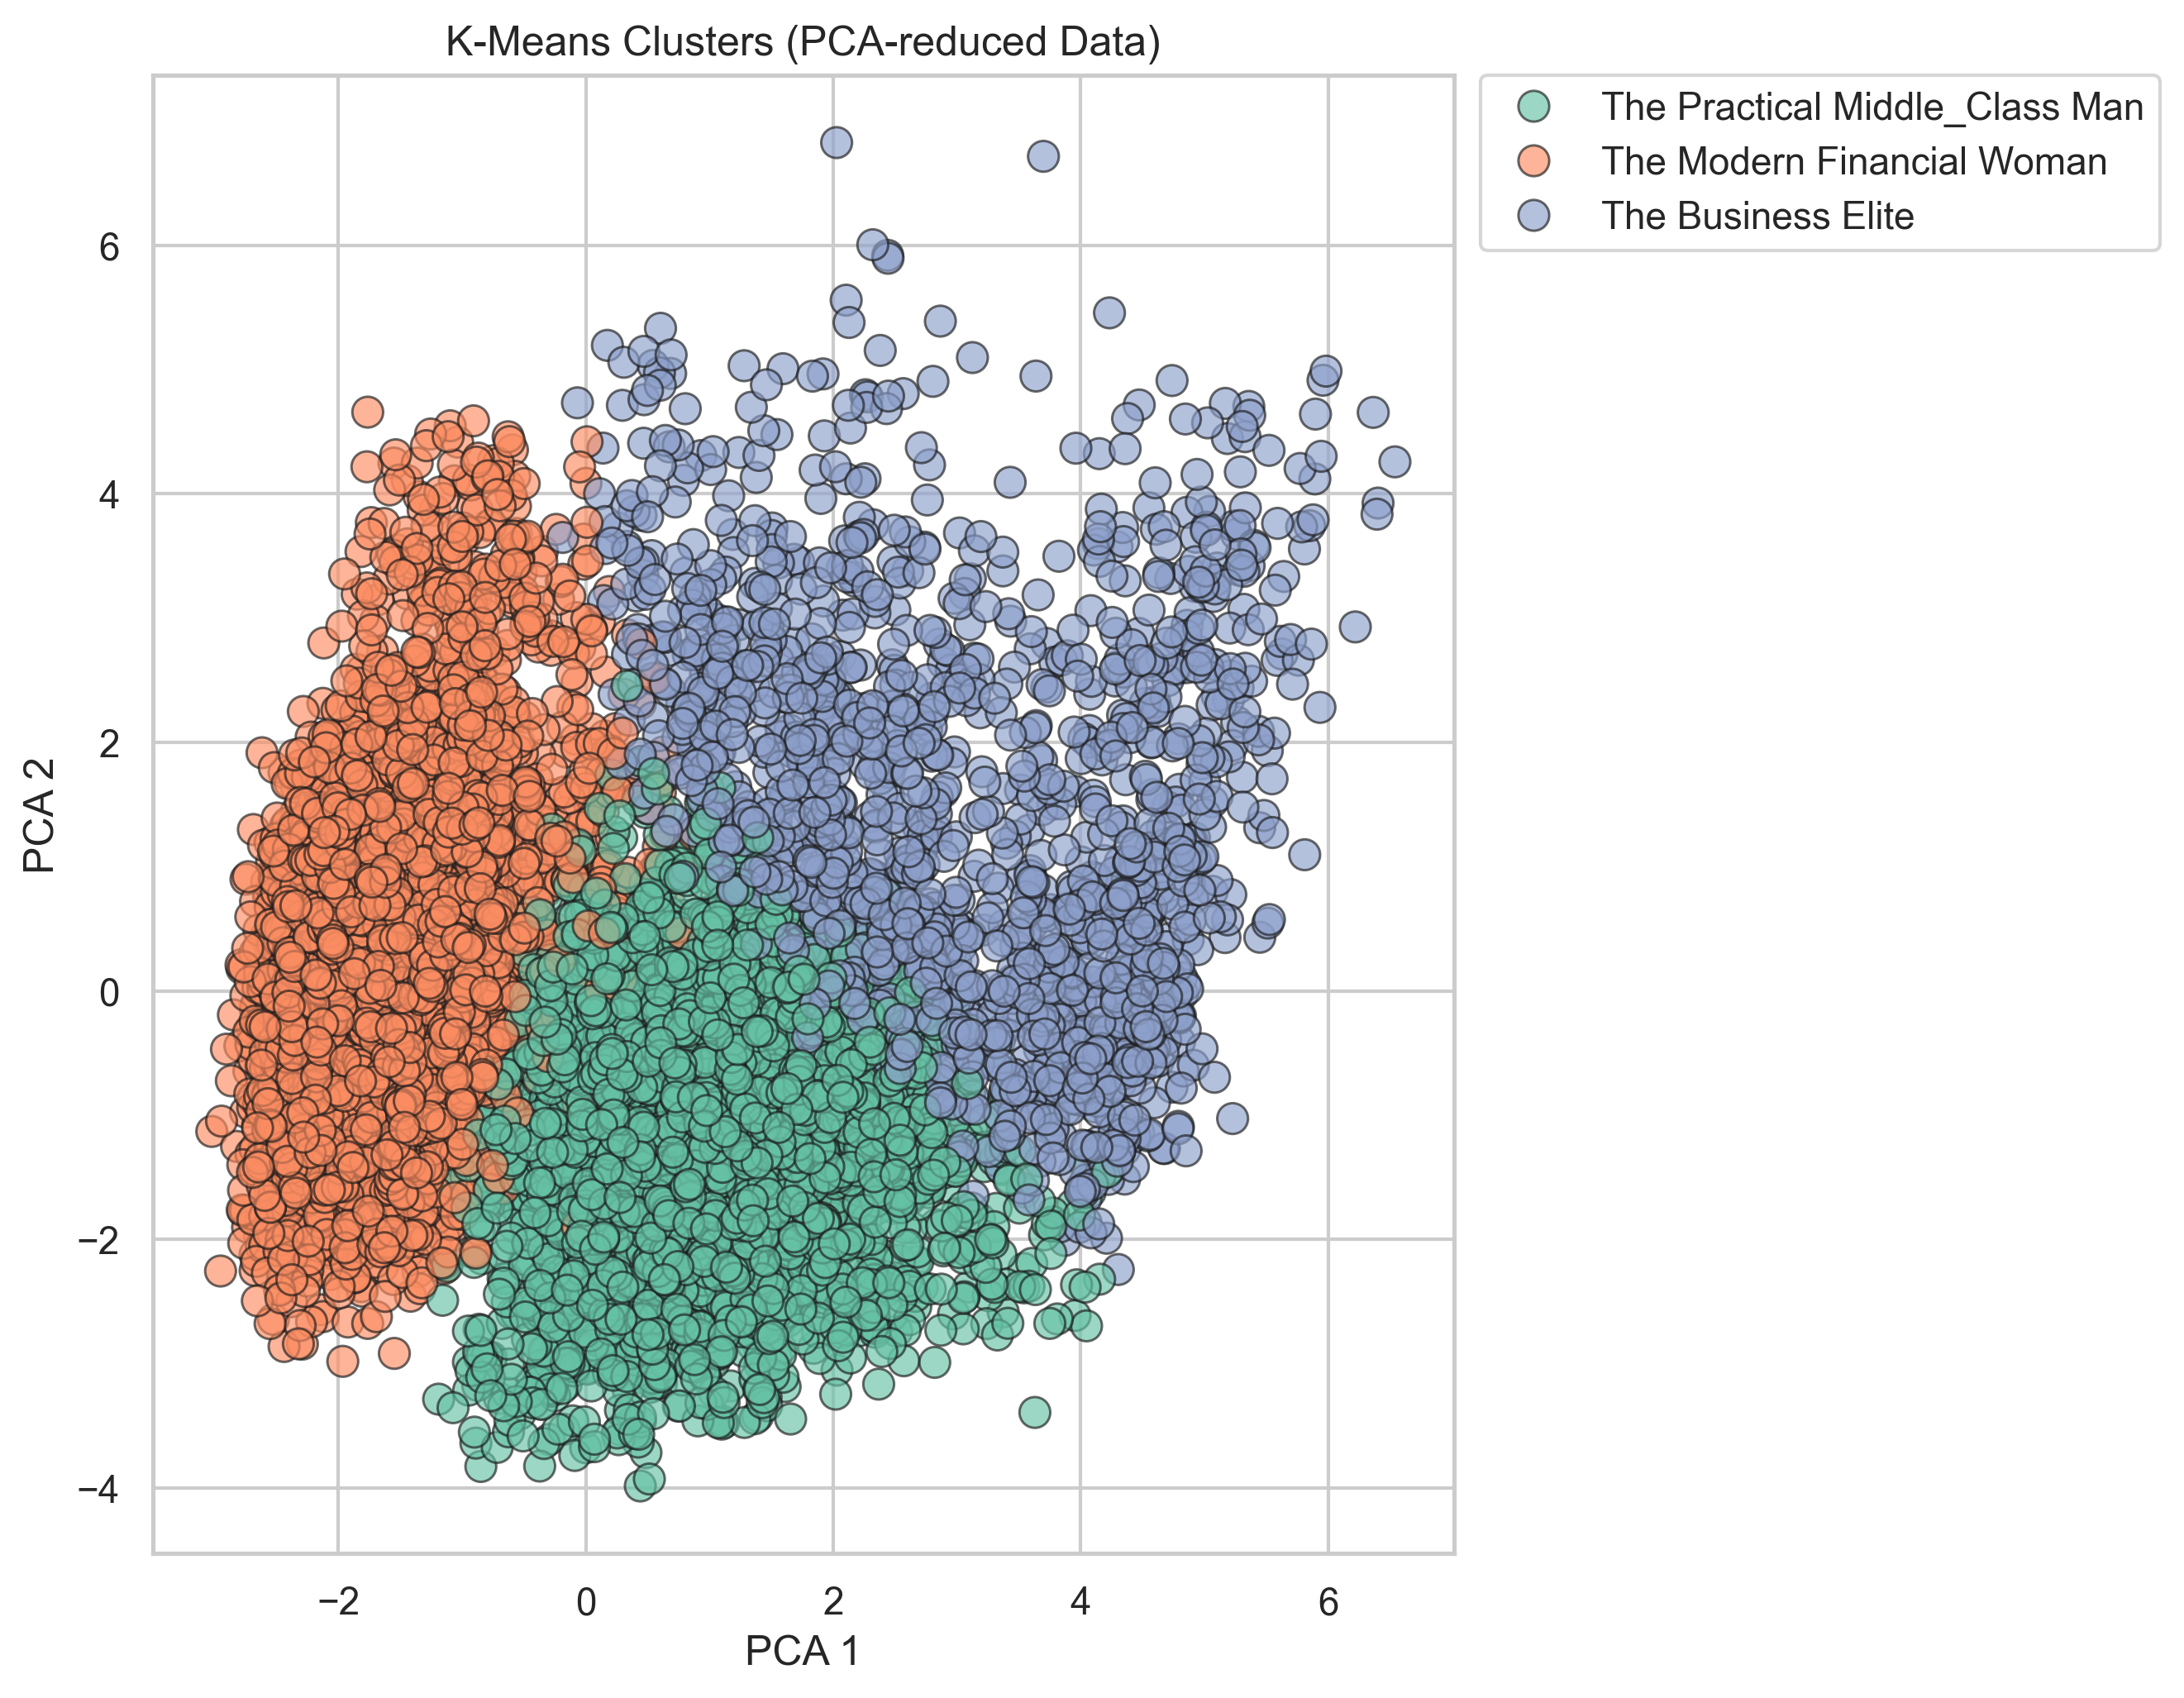 K-Means Clusters (PCA-reduced Data)
The Practical Middle_Class Man
The Modern Financial Woman
The Business Elite
PCA 2
6
4
2
0
−2
−4
−2
0
2
4
6
PCA 1